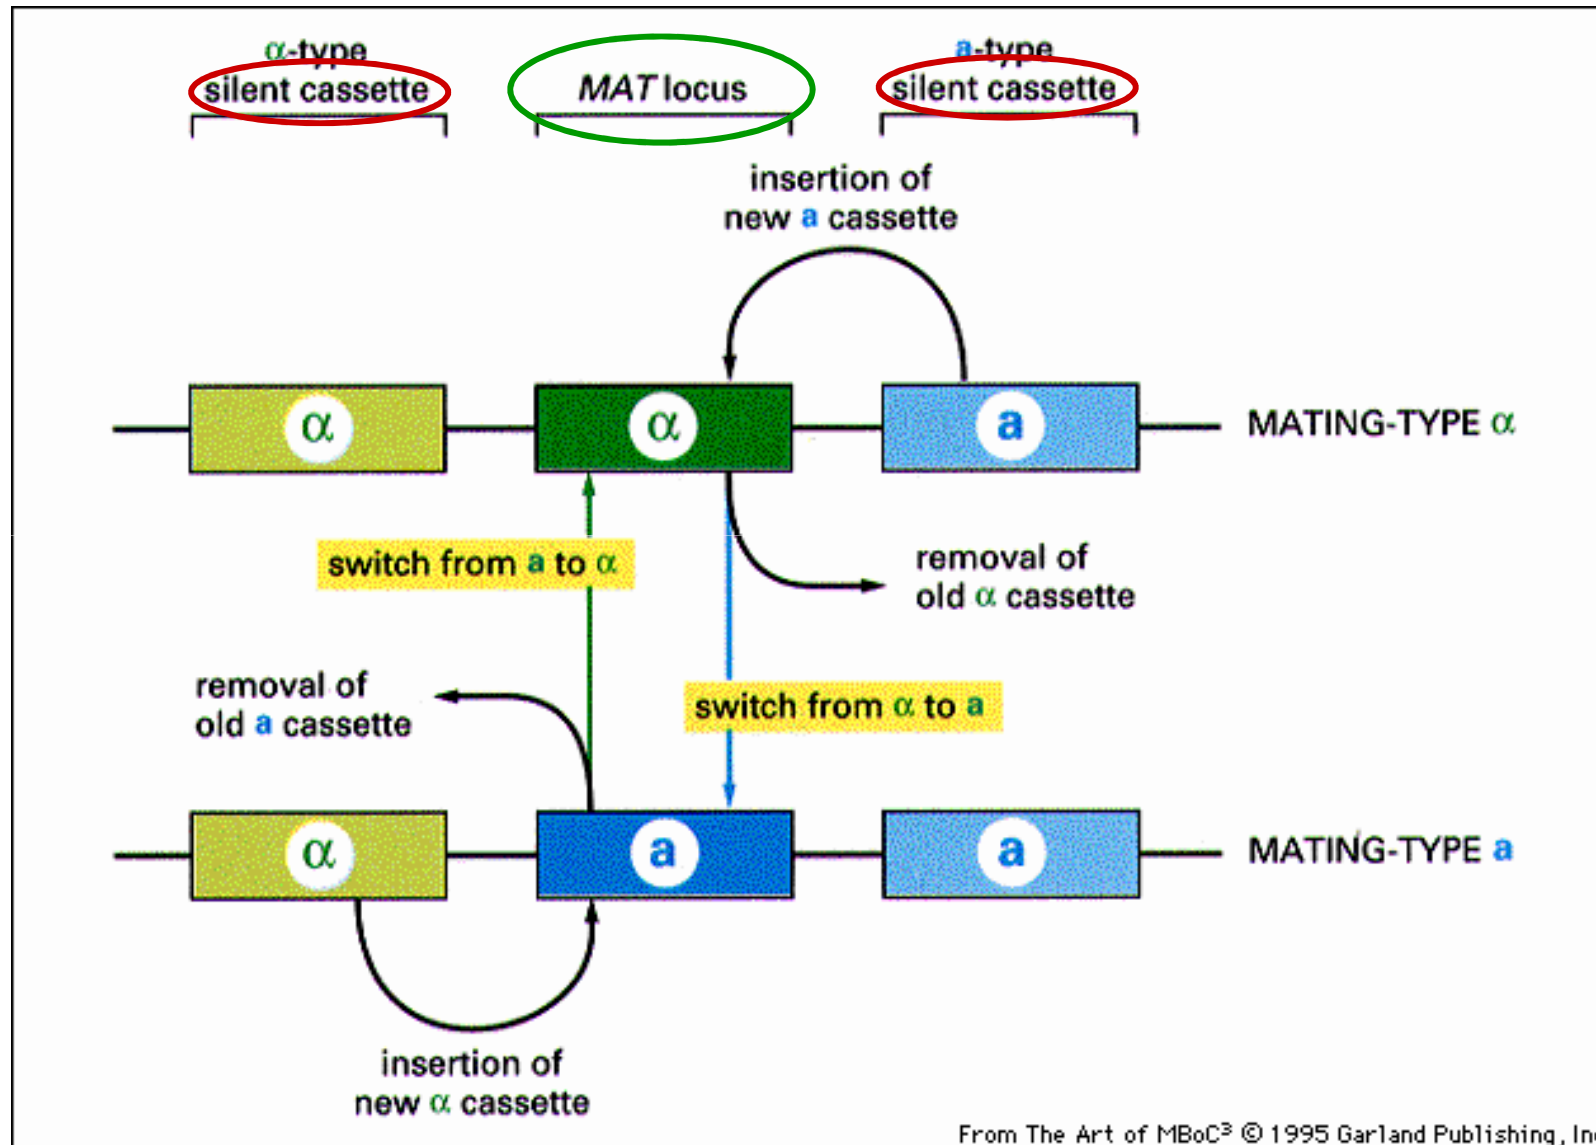 α-type
silent cassette
MAT locus
a-type
silent cassette
insertion of
new a cassette
α
α
a
MATING-TYPE α
switch from a to α
removal of
old α cassette
removal of
old a cassette
switch from α to a
α
a
a
MATING-TYPE a
insertion of
new α cassette
From The Art of MBoC³ © 1995 Garland Publishing, Inc